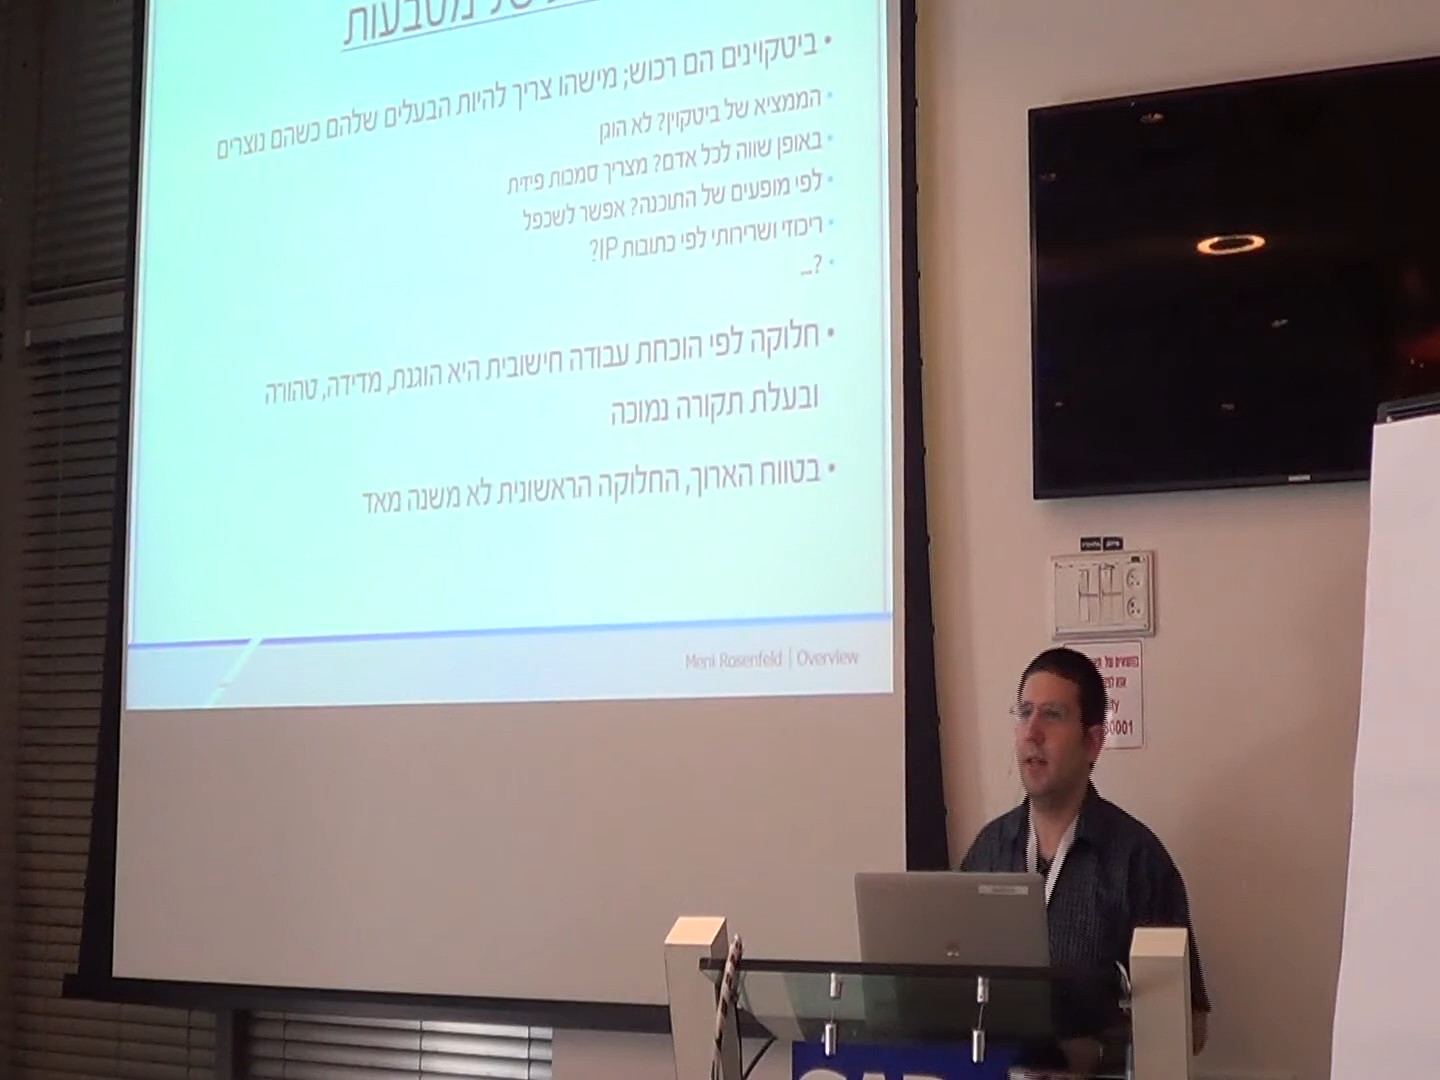 של מטבעות
• ביטקוינים הם רכוש; מישהו צריך להיות הבעלים שלהם כשהם נוצרים
• הממציא של ביטקוין? לא הוגן
• באופן שווה לכל אדם? מצריך סמכות פידית
• לפי מופעים של התוכנה? אפשר לשכפל
• ריכוזי ושרירותי לפי כתובות IP?
• ...?
• חלוקה לפי הוכחת עבודה חישובית היא הוגנת, מדידה, טהורה
ובעלת תקורה נמוכה
• בטווח הארוך, החלוקה הראשונית לא משנה מאד
Meni Rosenfeld | Overview